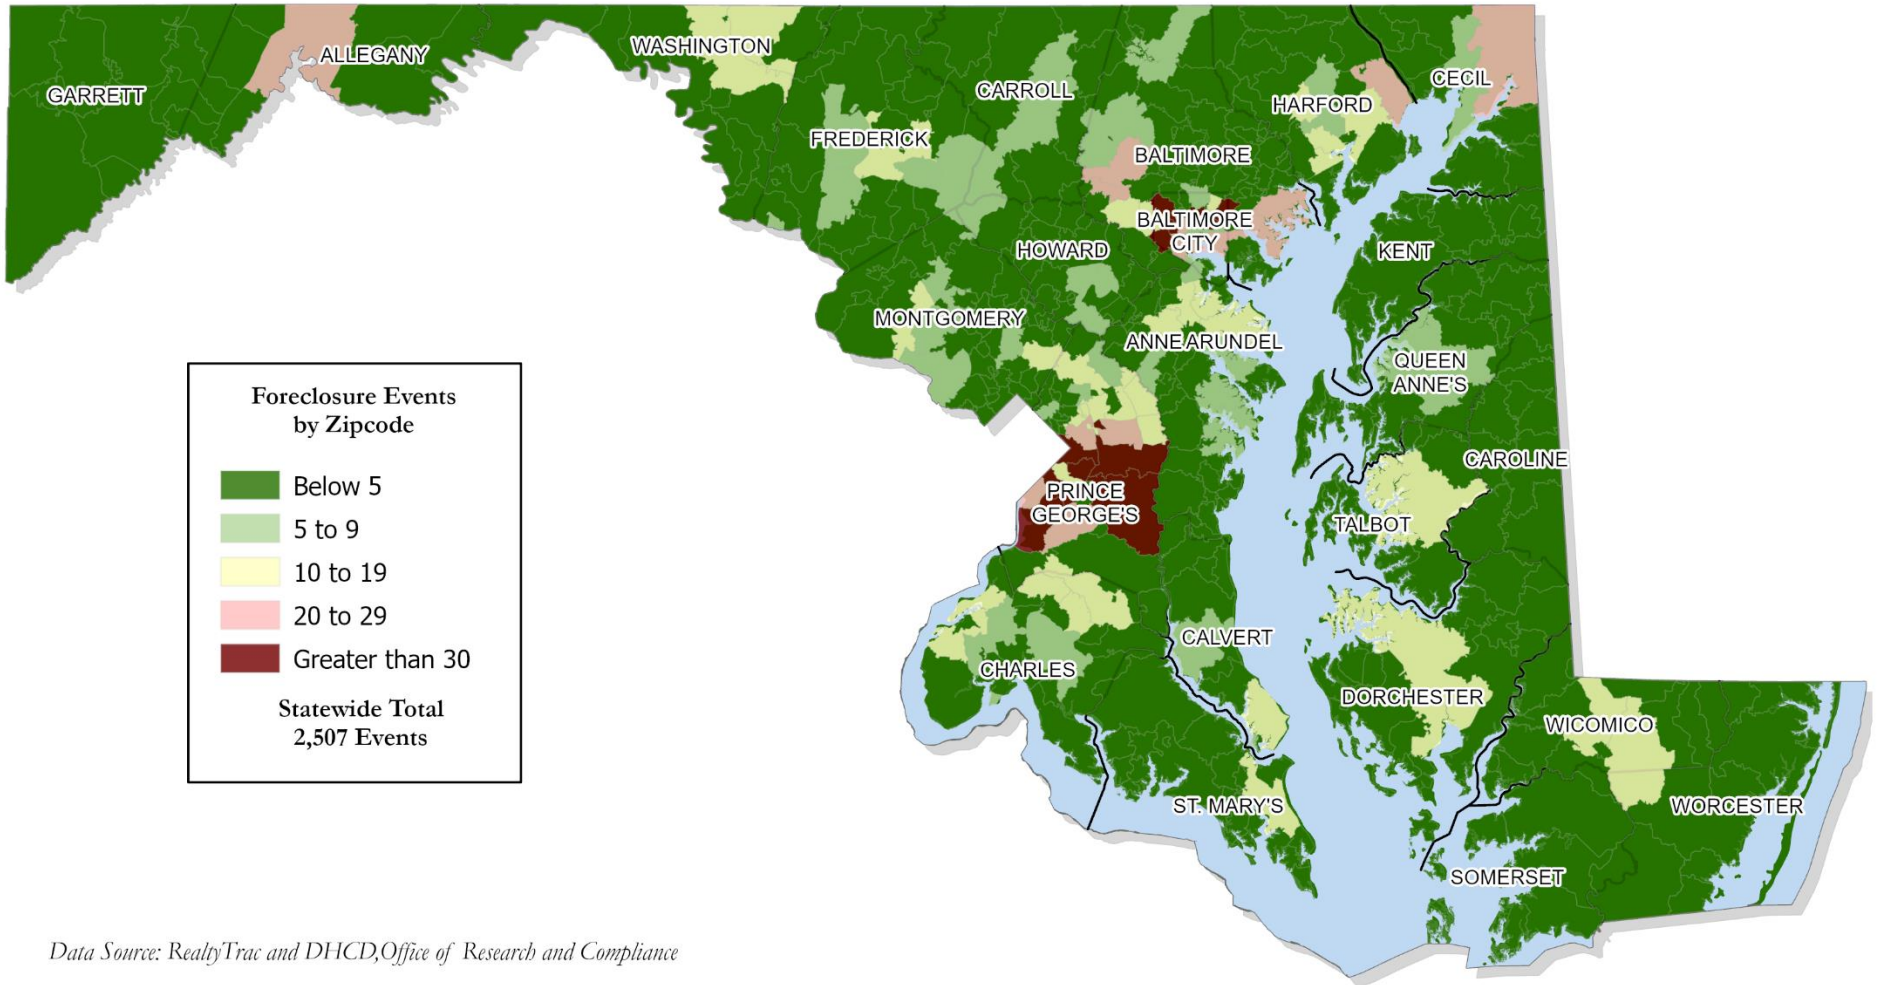 GARRETT
ALLEGANY
WASHINGTON
FREDERICK
CARROLL
BALTIMORE
HARFORD
CECIL
BALTIMORE
CITY
HOWARD
KENT
MONTGOMERY
ANNE ARUNDEL
QUEEN
ANNE'S
CAROLINE
PRINCE
GEORGE'S
TALBOT
CALVERT
CHARLES
DORCHESTER
WICOMICO
ST. MARY'S
WORCESTER
SOMERSET
Foreclosure Events
by Zipcode
Below 5
5 to 9
10 to 19
20 to 29
Greater than 30
Statewide Total
2,507 Events
Data Source: RealtyTrac and DHCD,Office of Research and Compliance